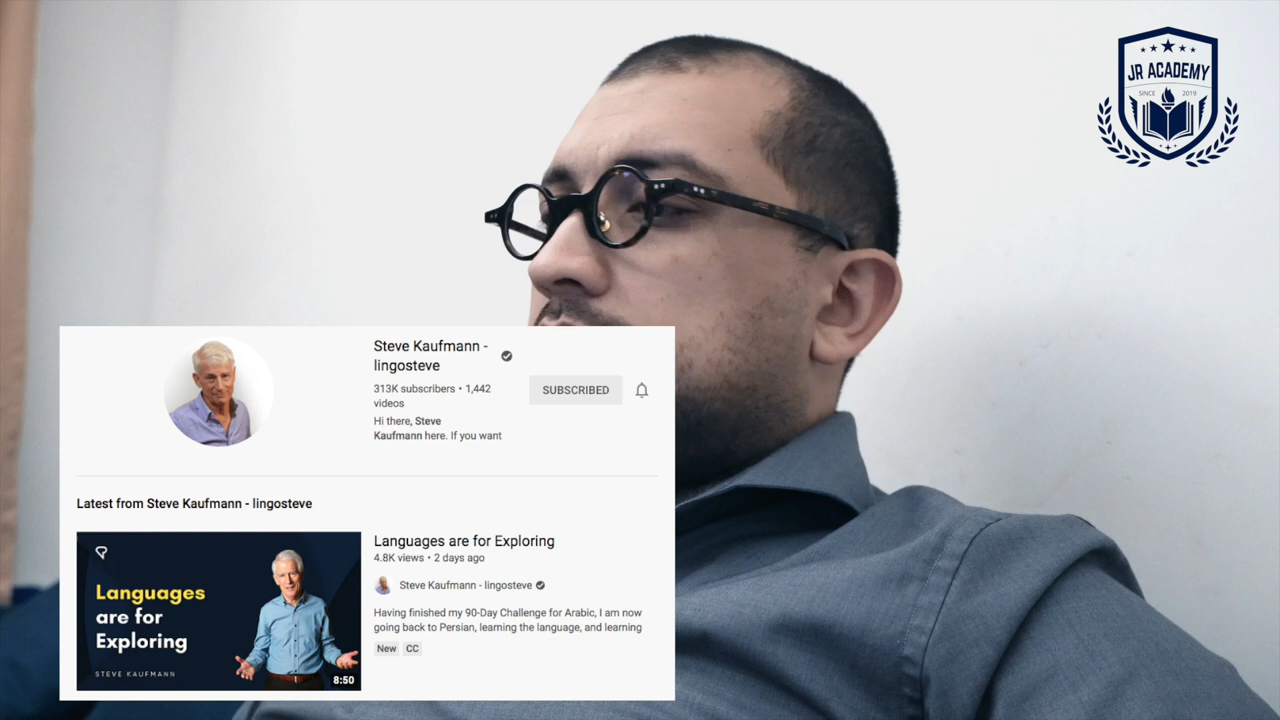 JR ACADEMY
SINCE 2019
Steve Kaufmann -
lingosteve
313K subscribers • 1,442
videos
Hi there, Steve
Kaufmann here. If you want
SUBSCRIBED
Latest from Steve Kaufmann - lingosteve
Languages
are for
Exploring
STEVE KAUFMANN
8:50
Languages are for Exploring
4.8K views • 2 days ago
Steve Kaufmann - lingosteve
Having finished my 90-Day Challenge for Arabic, I am now
going back to Persian, learning the language, and learning
New CC